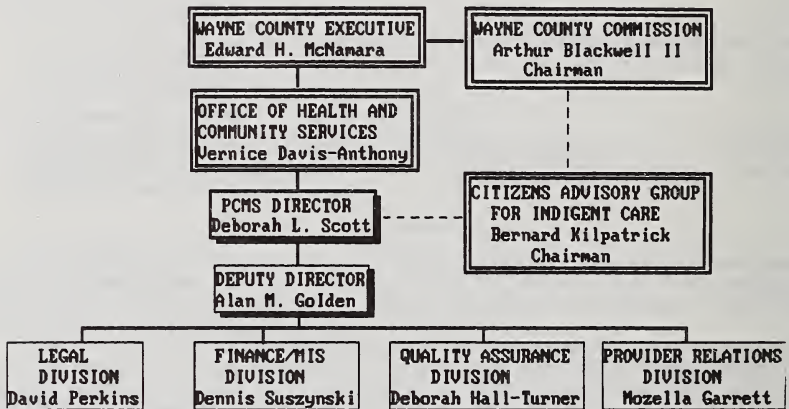 WAYNE COUNTY EXECUTIVE
Edward H. McNamara
WAYNE COUNTY COMMISSION
Arthur Blackwell II
Chairman
OFFICE OF HEALTH AND
COMMUNITY SERVICES
Vernice Davis-Anthony
PCMS DIRECTOR
Deborah L. Scott
CITIZENS ADVISORY GROUP
FOR INDIGENT CARE
Bernard Kilpatrick
Chairman
DEPUTY DIRECTOR
Alan M. Golden
LEGAL
DIVISION
David Perkins
FINANCE/MIS
DIVISION
Dennis Suszynski
QUALITY ASSURANCE
DIVISION
Deborah Hall-Turner
PROVIDER RELATIONS
DIVISION
Mozella Garrett